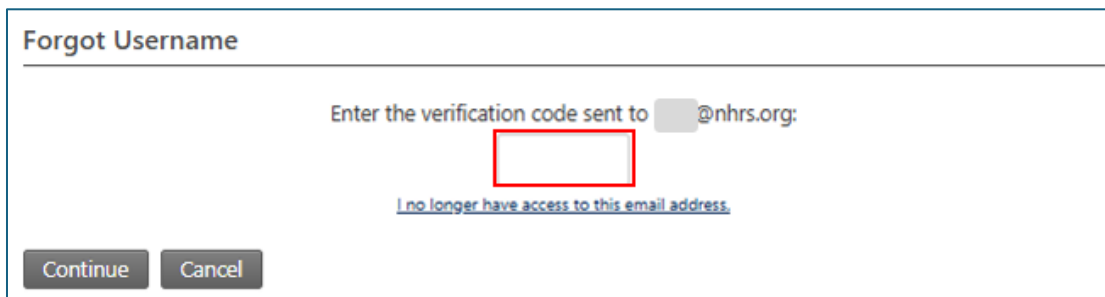 Forgot Username
Enter the verification code sent to @nhrs.org:
I no longer have access to this email address.
Continue Cancel